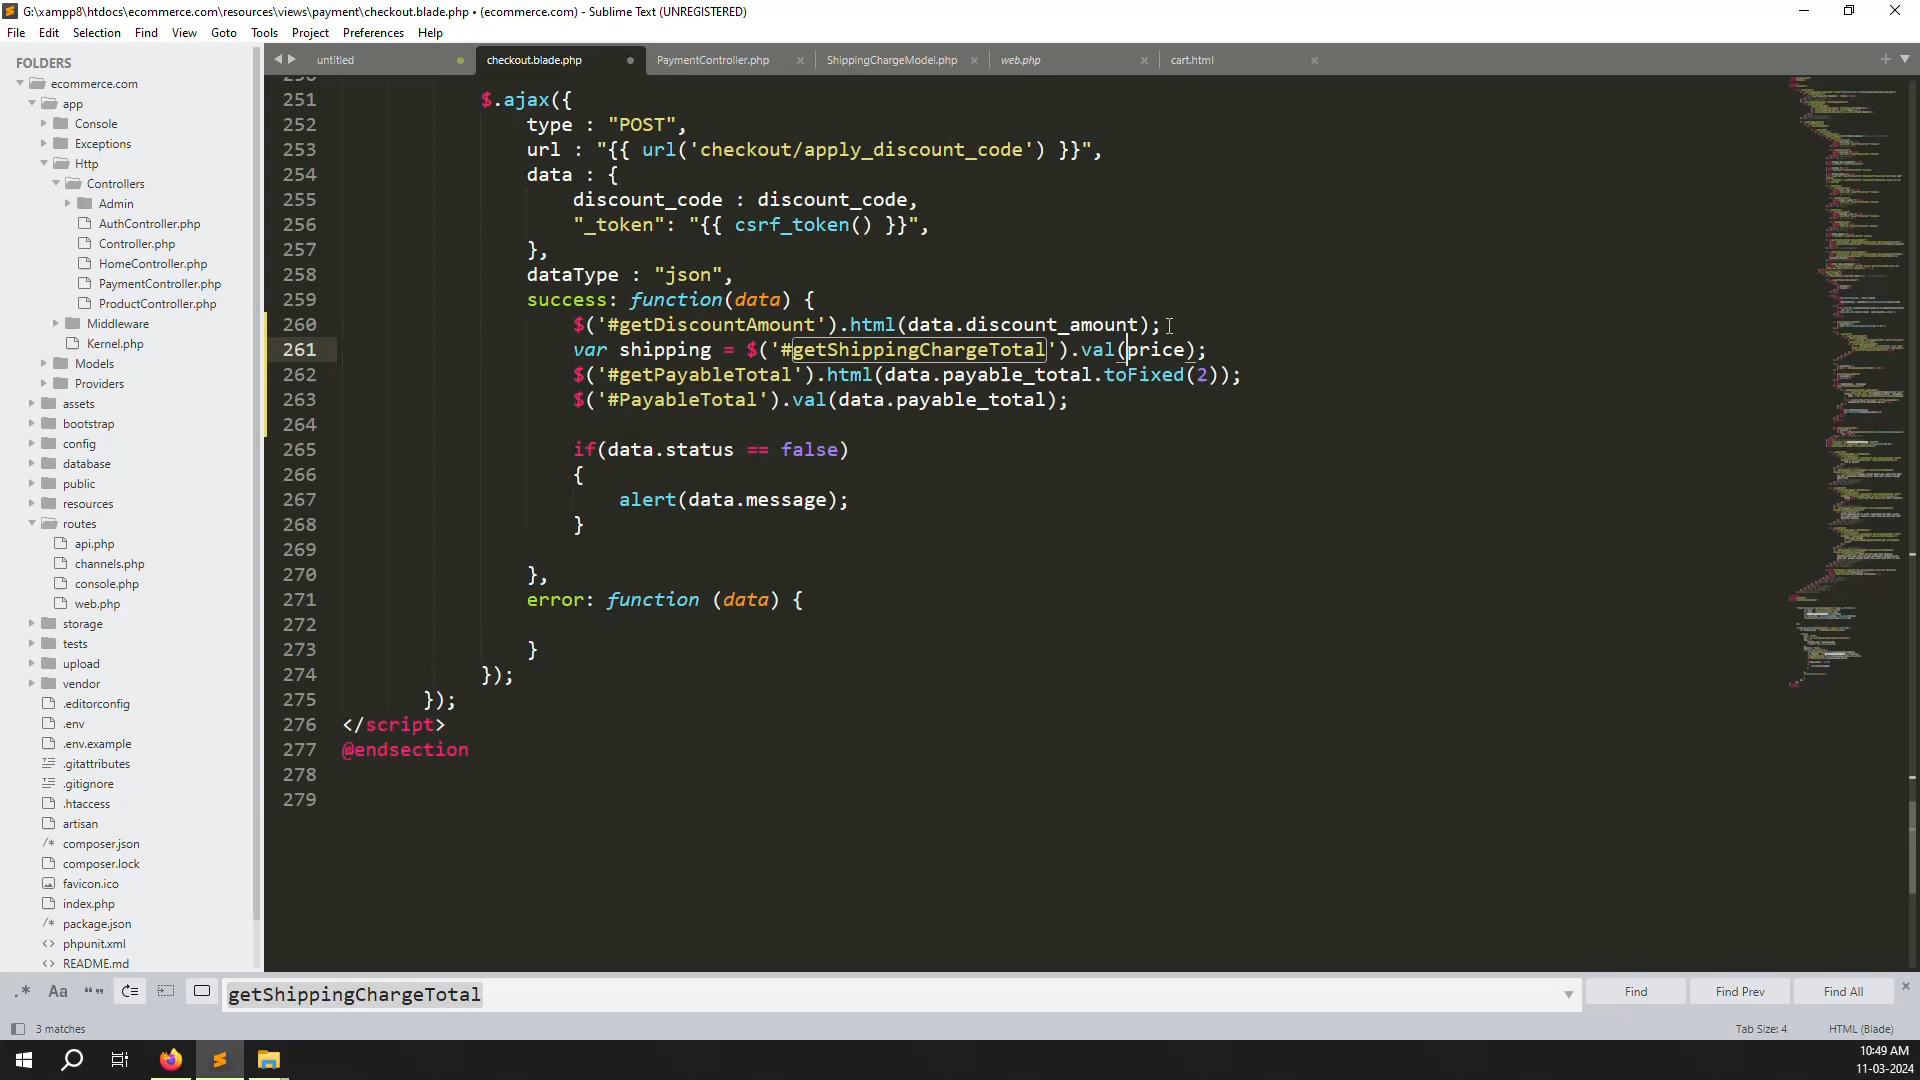 G:\xampp8\htdocs\ecommerce.com\resources\views\payment\checkout.blade.php • (ecommerce.com) - Sublime Text (UNREGISTERED)
File Edit Selection Find View Goto Tools Project Preferences Help
FOLDERS
ecommerce.com
app
Console
Exceptions
Http
Controllers
Admin
AuthController.php
Controller.php
HomeController.php
PaymentController.php
ProductController.php
Middleware
Kernel.php
Models
Providers
assets
bootstrap
config
database
public
resources
routes
api.php
channels.php
console.php
web.php
storage
tests
upload
vendor
.editorconfig
.env
.env.example
.gitattributes
.gitignore
.htaccess
artisan
composer.json
composer.lock
favicon.ico
index.php
package.json
phpunit.xml
README.md
untitled checkout.blade.php PaymentController.php ShippingChargeModel.php web.php cart.html
251 $.ajax({
252 type : "POST",
253 url : "{{ url('checkout/apply_discount_code') }}",
254 data : {
255 discount_code : discount_code,
256 "_token": "{{ csrf_token() }}",
257 },
258 dataType : "json",
259 success: function(data) {
260 $('#getDiscountAmount').html(data.discount_amount);
261 var shipping = $('#getShippingChargeTotal').val(price);
262 $('#getPayableTotal').html(data.payable_total.toFixed(2));
263 $('#PayableTotal').val(data.payable_total);
264
265 if(data.status == false)
266 {
267 alert(data.message);
268 }
269
270 },
271 error: function (data) {
272
273 }
274 });
275 });
276 </script>
277 @endsection
278
279
.* Aa “” getShippingChargeTotal Find Find Prev Find All
3 matches Tab Size: 4 HTML (Blade)
10:49 AM
11-03-2024